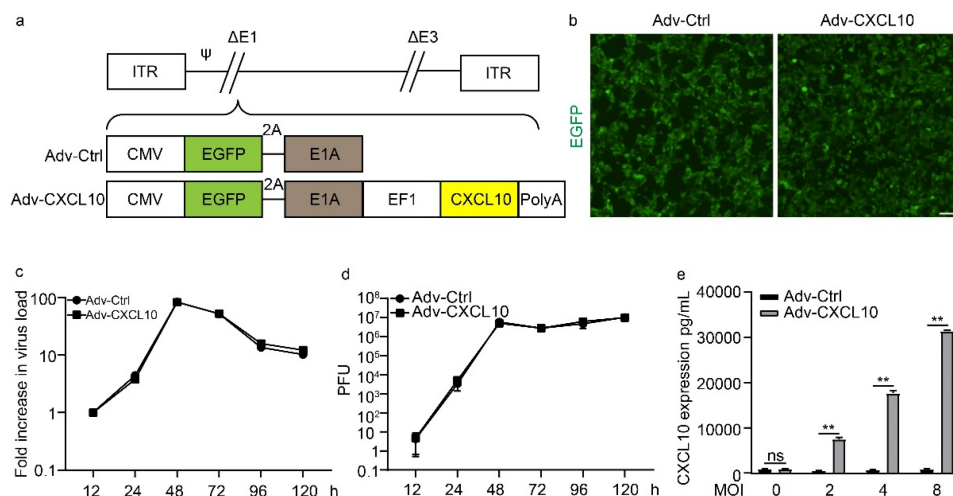 a
ΔE1
ΔE3
ψ
ITR
ITR
2A
Adv-Ctrl
CMV
EGFP
E1A
2A
Adv-CXCL10
CMV
EGFP
E1A
EF1
CXCL10
PolyA
b
Adv-Ctrl
Adv-CXCL10
EGFP
c
Fold increase in virus load
100
10
1
0.1
Adv-Ctrl
Adv-CXCL10
12 24 48 72 96 120 h
d
PFU
10⁸
10⁷
10⁶
10⁵
10⁴
10³
10²
10
1
0.1
Adv-Ctrl
Adv-CXCL10
12 24 48 72 96 120 h
e
CXCL10 expression pg/mL
40000
30000
20000
10000
0
Adv-Ctrl
Adv-CXCL10
ns
**
**
**
MOI 0 2 4 8